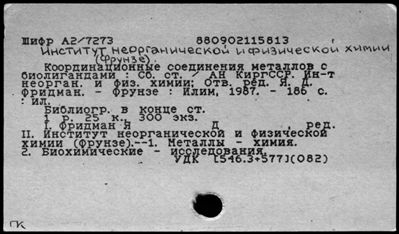 Шифр А2/7273 880902115813
Институт неорганической и физической химии
(Фрунзе).
Координационные соединения металлов с
биолигандами : Сб. ст. / АН КиргССР. Ин-т
неорган. и физ. химии; Отв. ред. Я. Д.
Фридман. - Фрунзе : Илим, 1987. - 186 с.
: ил.
Библиогр. в конце ст.
1 р. 25 к., 300 экз.
I. Фридман Я Д , ред.
II. Институт неорганической и физической
химии (Фрунзе).--1. Металлы - химия.
2. Биохимические - исследования.
УДК [546.3+577](082)
ГК